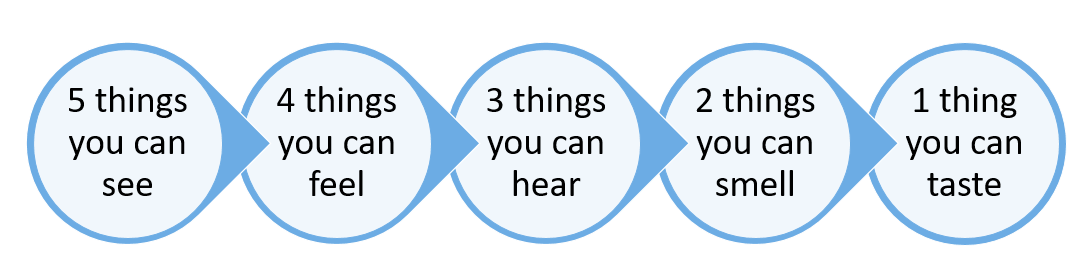 5 things
you can
see
4 things
you can
feel
3 things
you can
hear
2 things
you can
smell
1 thing
you can
taste